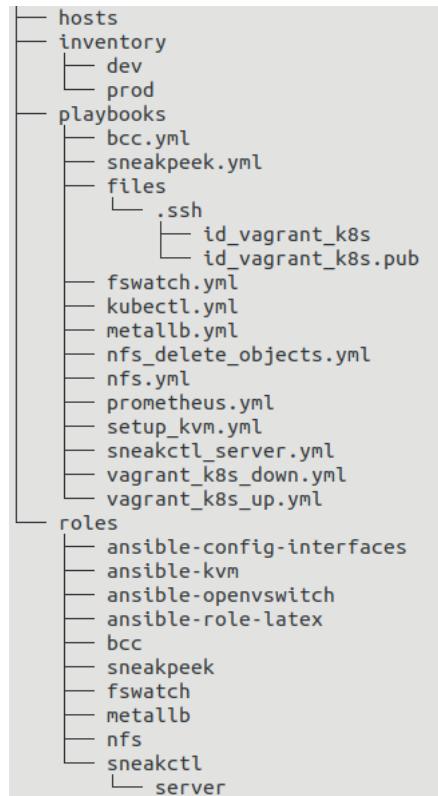 hosts
inventory
dev
prod
playbooks
bcc.yml
sneakpeek.yml
files
.ssh
id_vagrant_k8s
id_vagrant_k8s.pub
fswatch.yml
kubectl.yml
metallb.yml
nfs_delete_objects.yml
nfs.yml
prometheus.yml
setup_kvm.yml
sneakctl_server.yml
vagrant_k8s_down.yml
vagrant_k8s_up.yml
roles
ansible-config-interfaces
ansible-kvm
ansible-openvswitch
ansible-role-latex
bcc
sneakpeek
fswatch
metallb
nfs
sneakctl
server